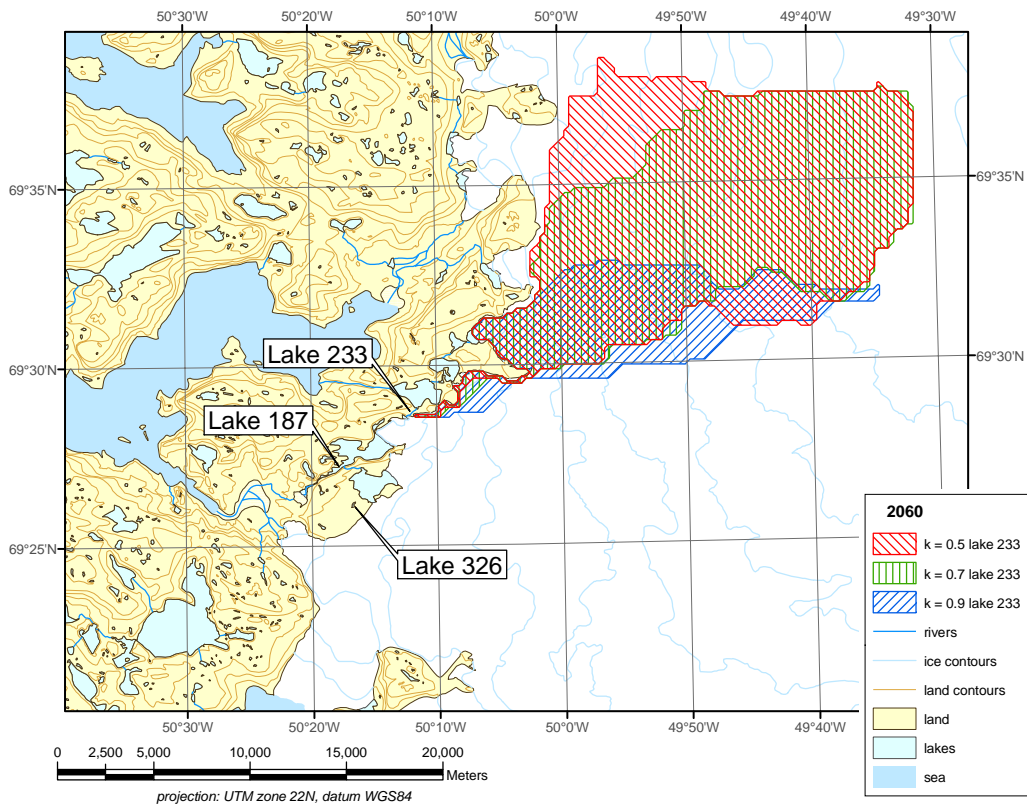 50°30'W 50°20'W 50°10'W 50°0'W 49°50'W 49°40'W 49°30'W
69°35'N 69°35'N
Lake 233
69°30'N 69°30'N
Lake 187
69°25'N
Lake 326
2060
k = 0.5 lake 233
k = 0.7 lake 233
k = 0.9 lake 233
rivers
ice contours
land contours
land
lakes
sea
50°30'W 50°20'W 50°10'W 50°0'W 49°50'W 49°40'W
0 2,500 5,000 10,000 15,000 20,000
Meters
projection: UTM zone 22N, datum WGS84